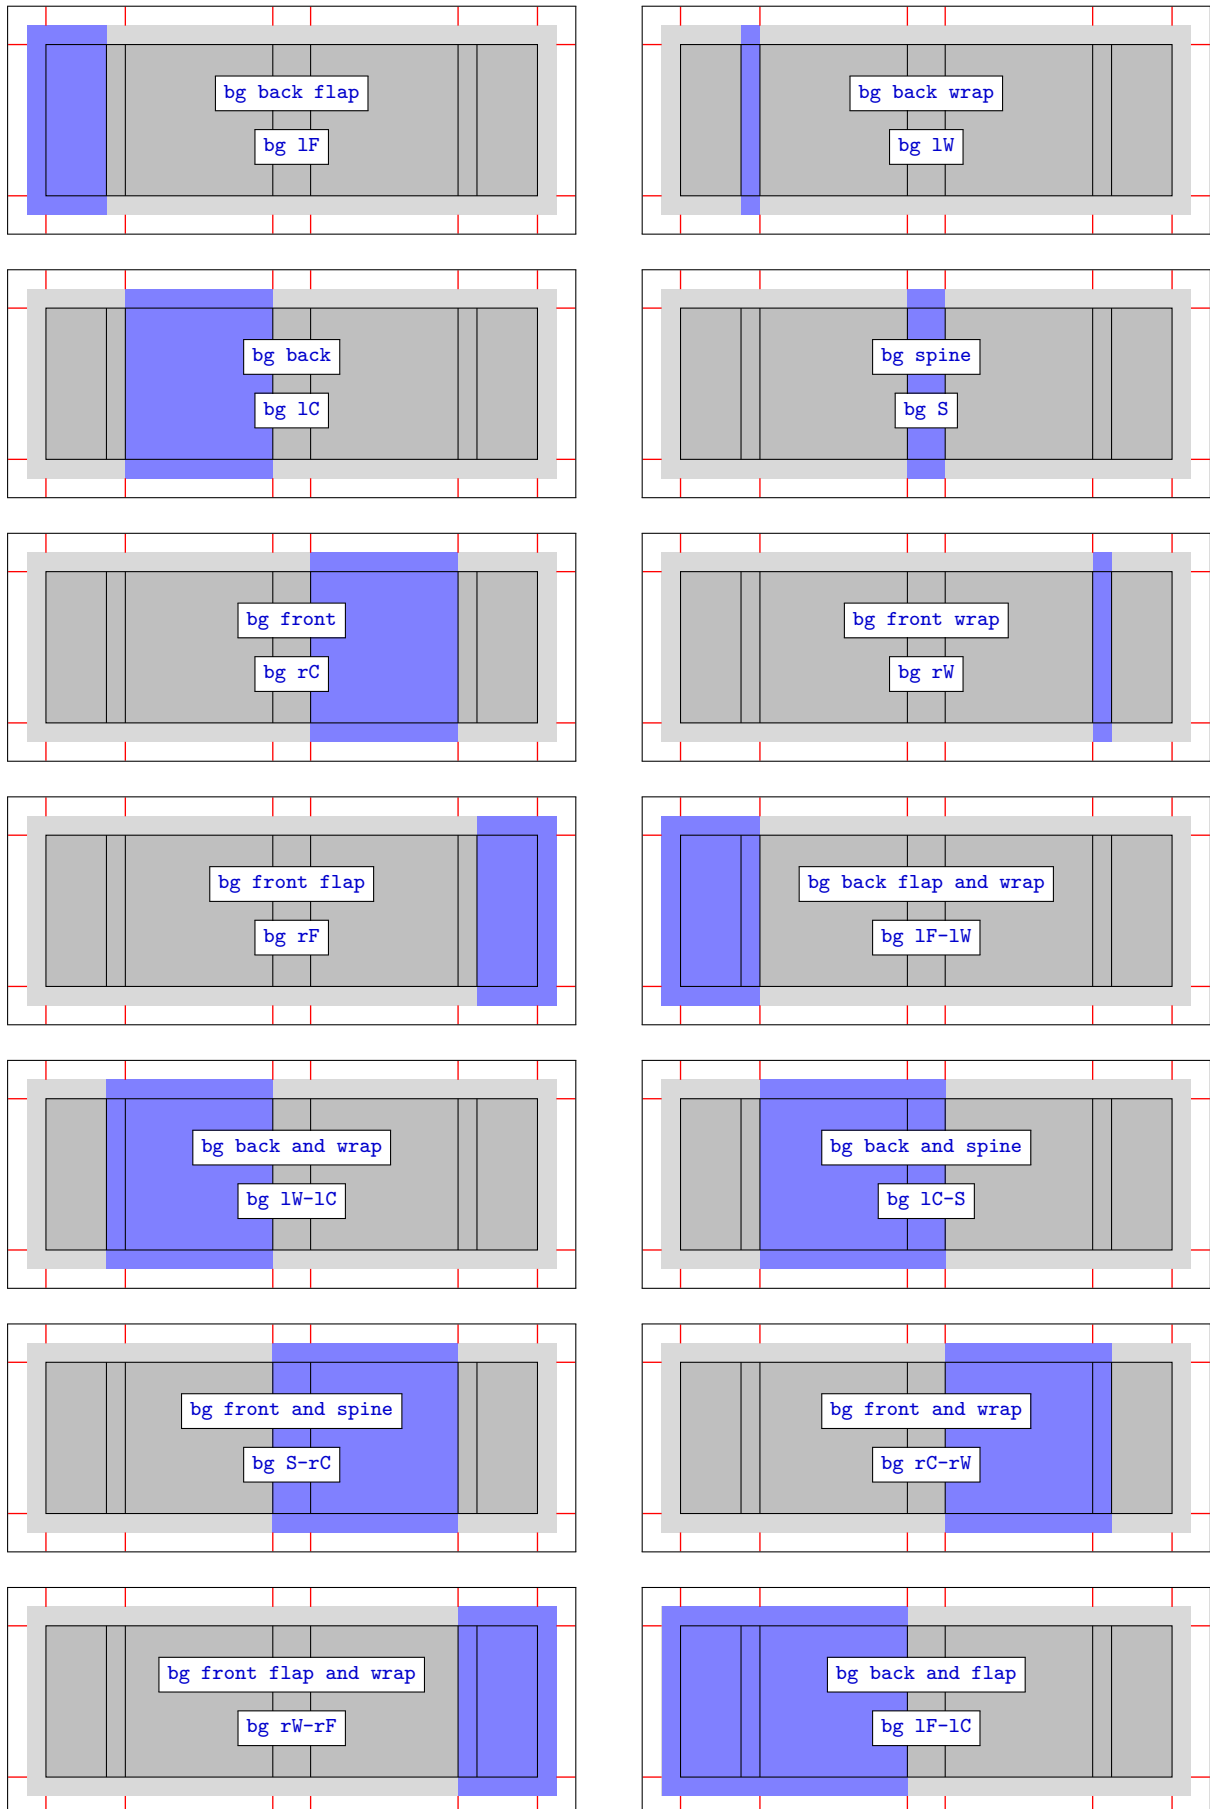 bg back flap
bg lF
bg back wrap
bg lW
bg back
bg lC
bg spine
bg S
bg front
bg rC
bg front wrap
bg rW
bg front flap
bg rF
bg back flap and wrap
bg lF-lW
bg back and wrap
bg lW-lC
bg back and spine
bg lC-S
bg front and spine
bg S-rC
bg front and wrap
bg rC-rW
bg front flap and wrap
bg rW-rF
bg back and flap
bg lF-lC